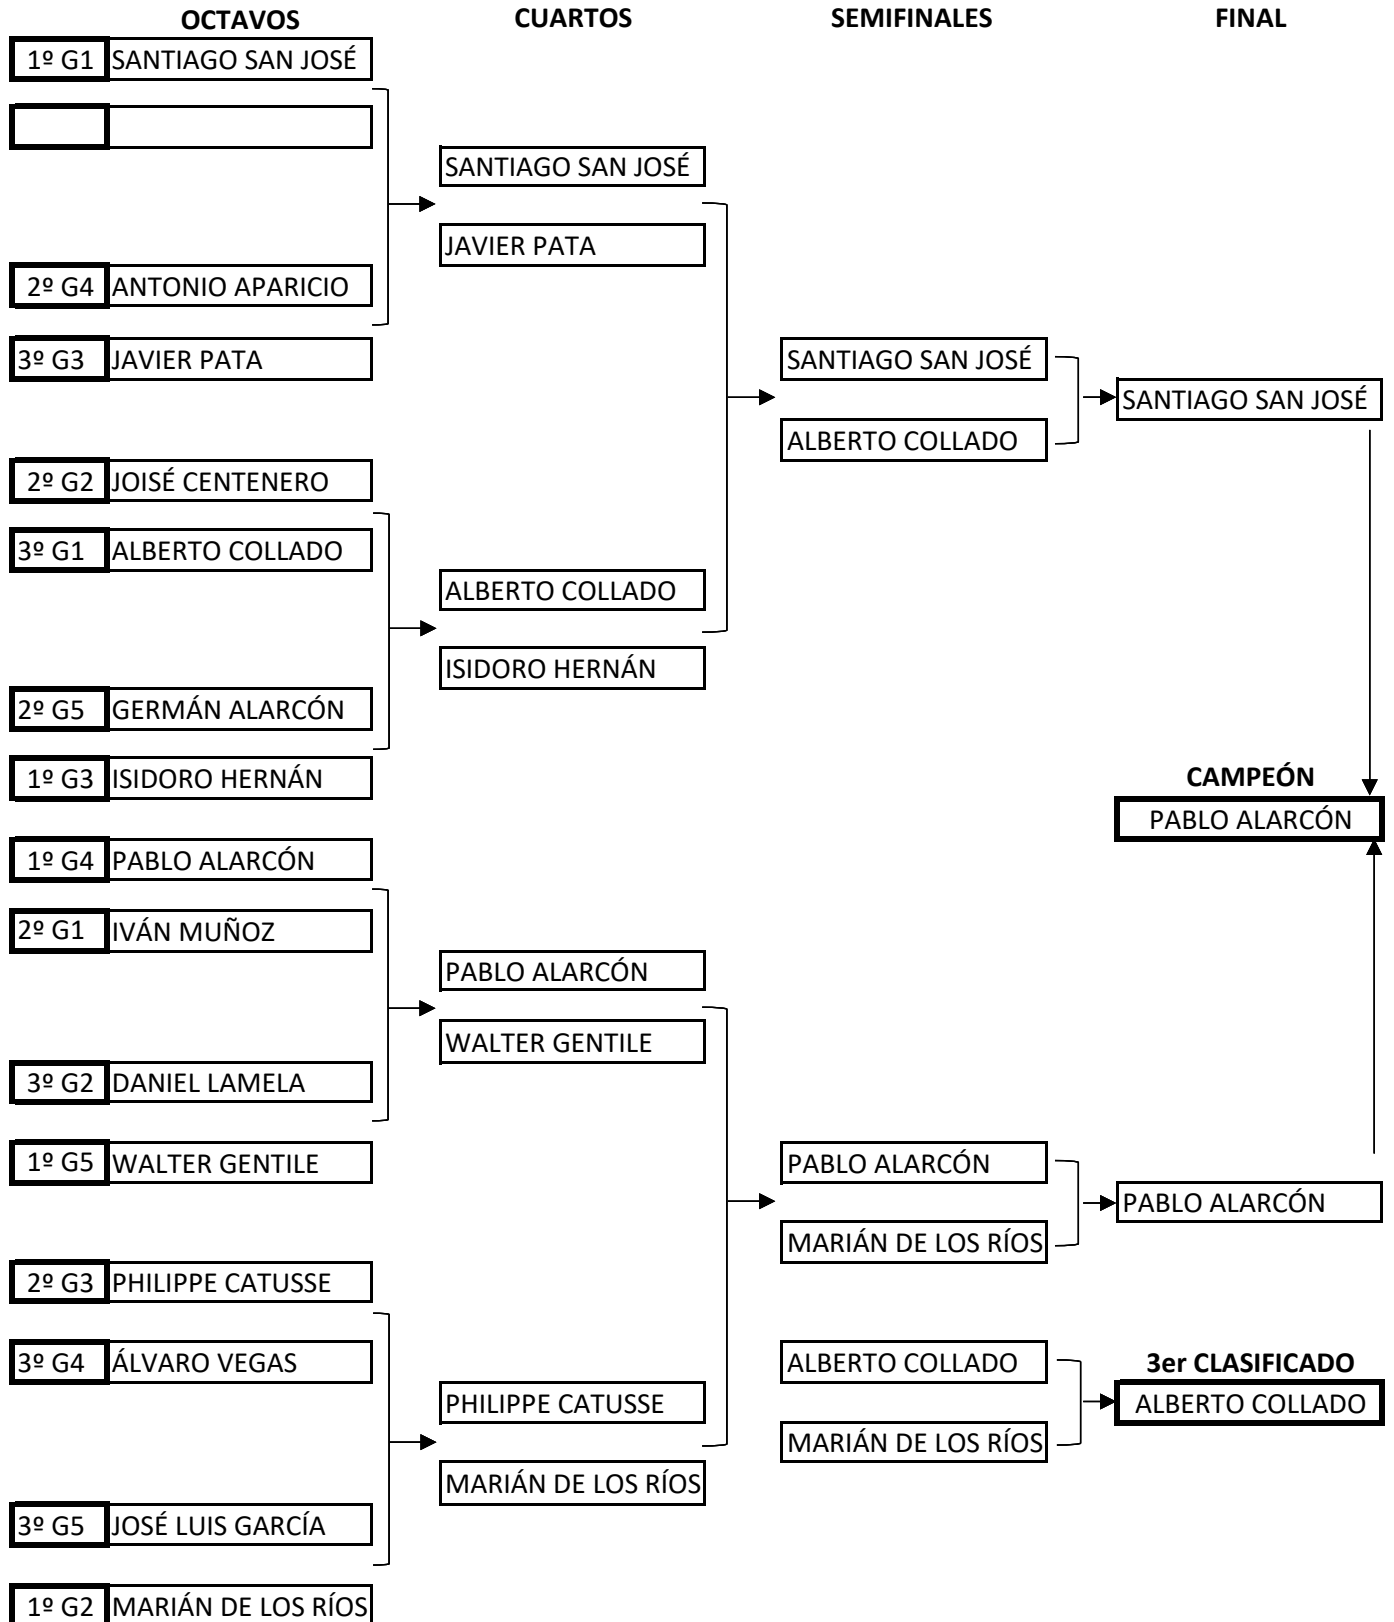 OCTAVOS
CUARTOS
SEMIFINALES
FINAL
1º G1 SANTIAGO SAN JOSÉ
SANTIAGO SAN JOSÉ
JAVIER PATA
2º G4 ANTONIO APARICIO
3º G3 JAVIER PATA
SANTIAGO SAN JOSÉ
SANTIAGO SAN JOSÉ
ALBERTO COLLADO
2º G2 JOISÉ CENTENERO
3º G1 ALBERTO COLLADO
ALBERTO COLLADO
ISIDORO HERNÁN
2º G5 GERMÁN ALARCÓN
1º G3 ISIDORO HERNÁN
CAMPEÓN
PABLO ALARCÓN
1º G4 PABLO ALARCÓN
2º G1 IVÁN MUÑOZ
PABLO ALARCÓN
WALTER GENTILE
3º G2 DANIEL LAMELA
1º G5 WALTER GENTILE
PABLO ALARCÓN
PABLO ALARCÓN
MARIÁN DE LOS RÍOS
2º G3 PHILIPPE CATUSSE
3º G4 ÁLVARO VEGAS
ALBERTO COLLADO
3er CLASIFICADO
ALBERTO COLLADO
PHILIPPE CATUSSE
MARIÁN DE LOS RÍOS
MARIÁN DE LOS RÍOS
3º G5 JOSÉ LUIS GARCÍA
1º G2 MARIÁN DE LOS RÍOS